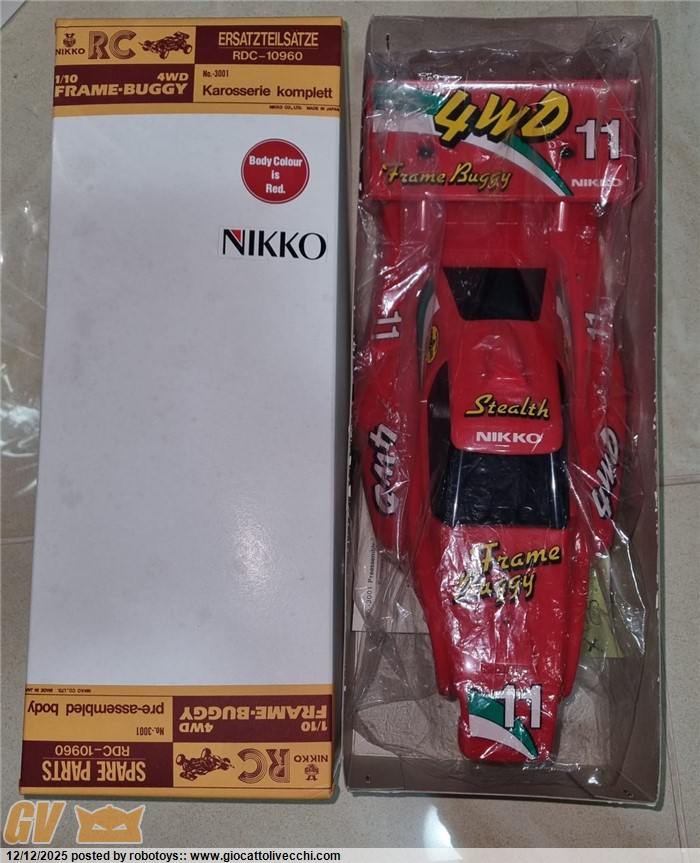 NIKKO
RC
ERSATZTEILSÄTZE
RDC-10960
1/10
4WD
FRAME-BUGGY
No.-3001
Karosserie komplett
NIKKO CO., LTD. MADE IN JAPAN
Body Colour
is
Red.
NIKKO
NIKKO CO., LTD. MADE IN JAPAN
1/10
4WD
FRAME-BUGGY
No.-3001
pre-assembled body
NIKKO
RC
SPARE PARTS
RDC-10960
4WD
11
Frame Buggy
NIKKO
11
11
Stealth
NIKKO
4WD
4WD
Frame
Buggy
11
GV
12/12/2025 posted by robotoys:: www.giocattolivecchi.com